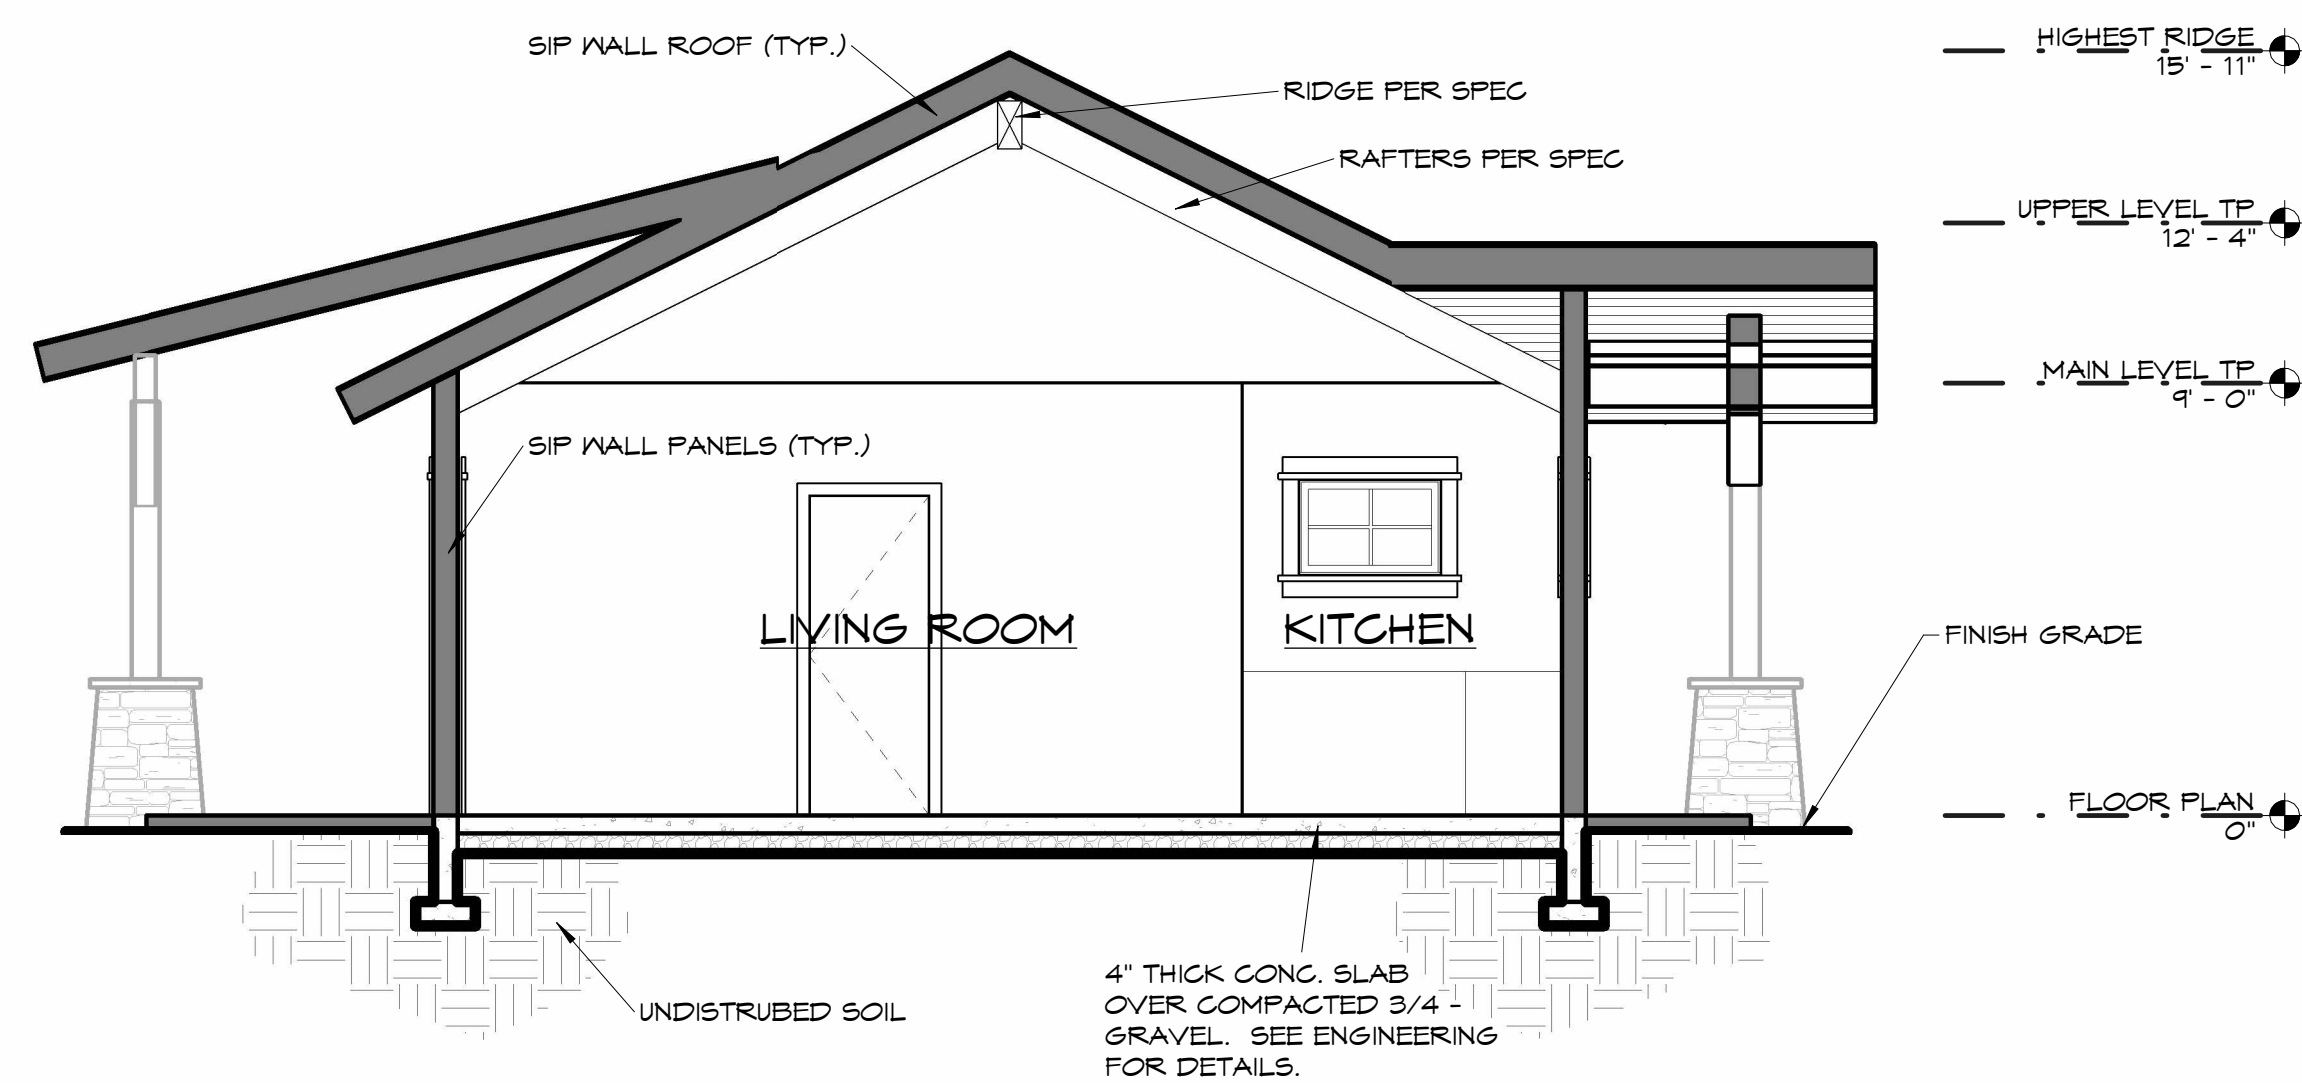 SIP WALL ROOF (TYP.)
RIDGE PER SPEC
RAFTERS PER SPEC
HIGHEST RIDGE
15' - 11"
UPPER LEVEL TP
12' - 4"
MAIN LEVEL TP
9' - 0"
SIP WALL PANELS (TYP.)
LIVING ROOM
KITCHEN
FINISH GRADE
FLOOR PLAN
0"
UNDISTRUBED SOIL
4" THICK CONC. SLAB
OVER COMPACTED 3/4 -
GRAVEL. SEE ENGINEERING
FOR DETAILS.